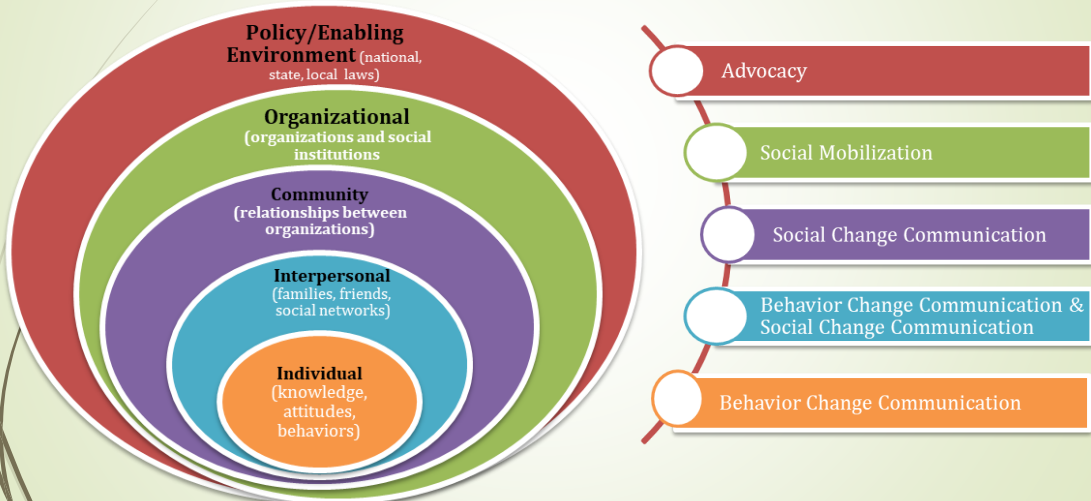 Policy/Enabling
Environment (national,
state, local laws)
Organizational
(organizations and social
institutions
Community
(relationships between
organizations)
Interpersonal
(families, friends,
social networks)
Individual
(knowledge,
attitudes,
behaviors)
Advocacy
Social Mobilization
Social Change Communication
Behavior Change Communication &
Social Change Communication
Behavior Change Communication